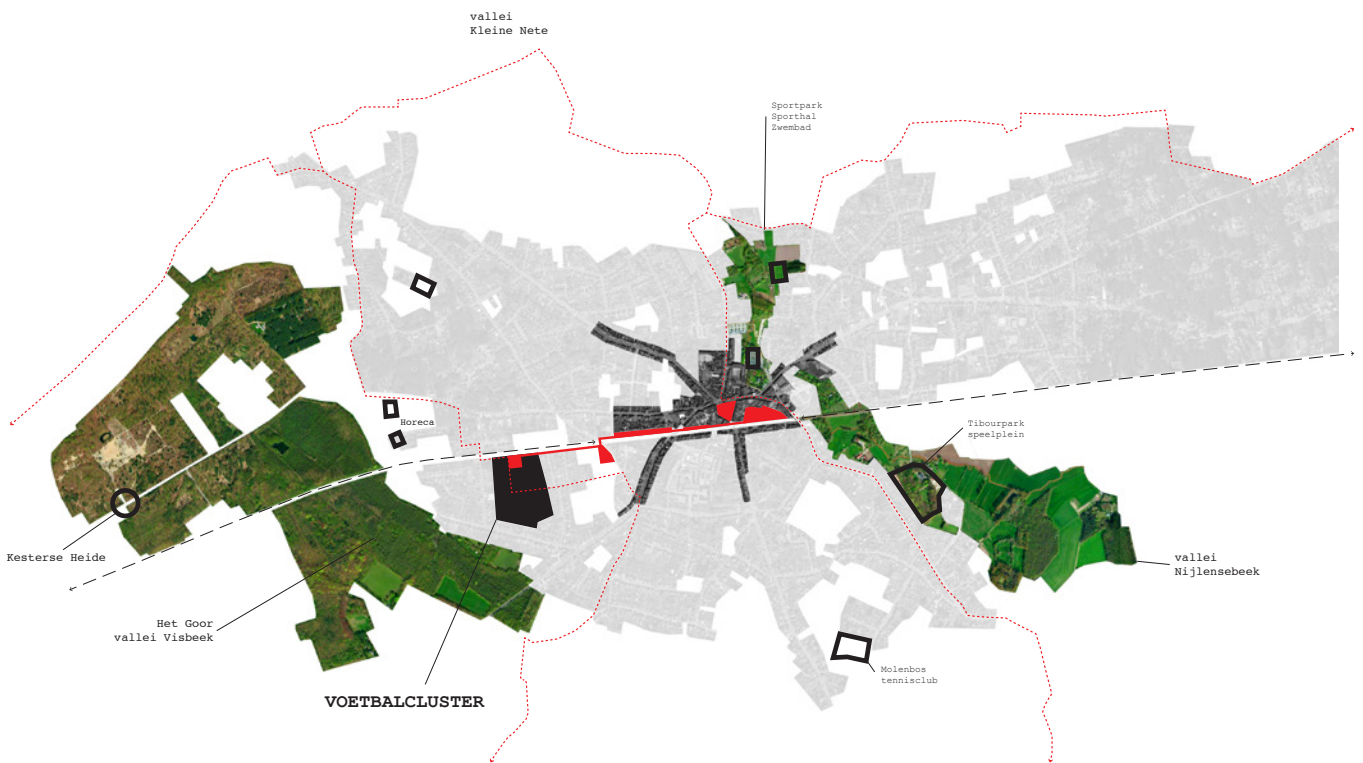 vallei
Kleine Nete
Sportpark
Sporthal
Zwembad
Horeca
Tibourpark
speelplein
Kesterse Heide
vallei
Nijlensebeek
Het Goor
vallei Visbeek
Molenbos
tennisclub
VOETBALCLUSTER